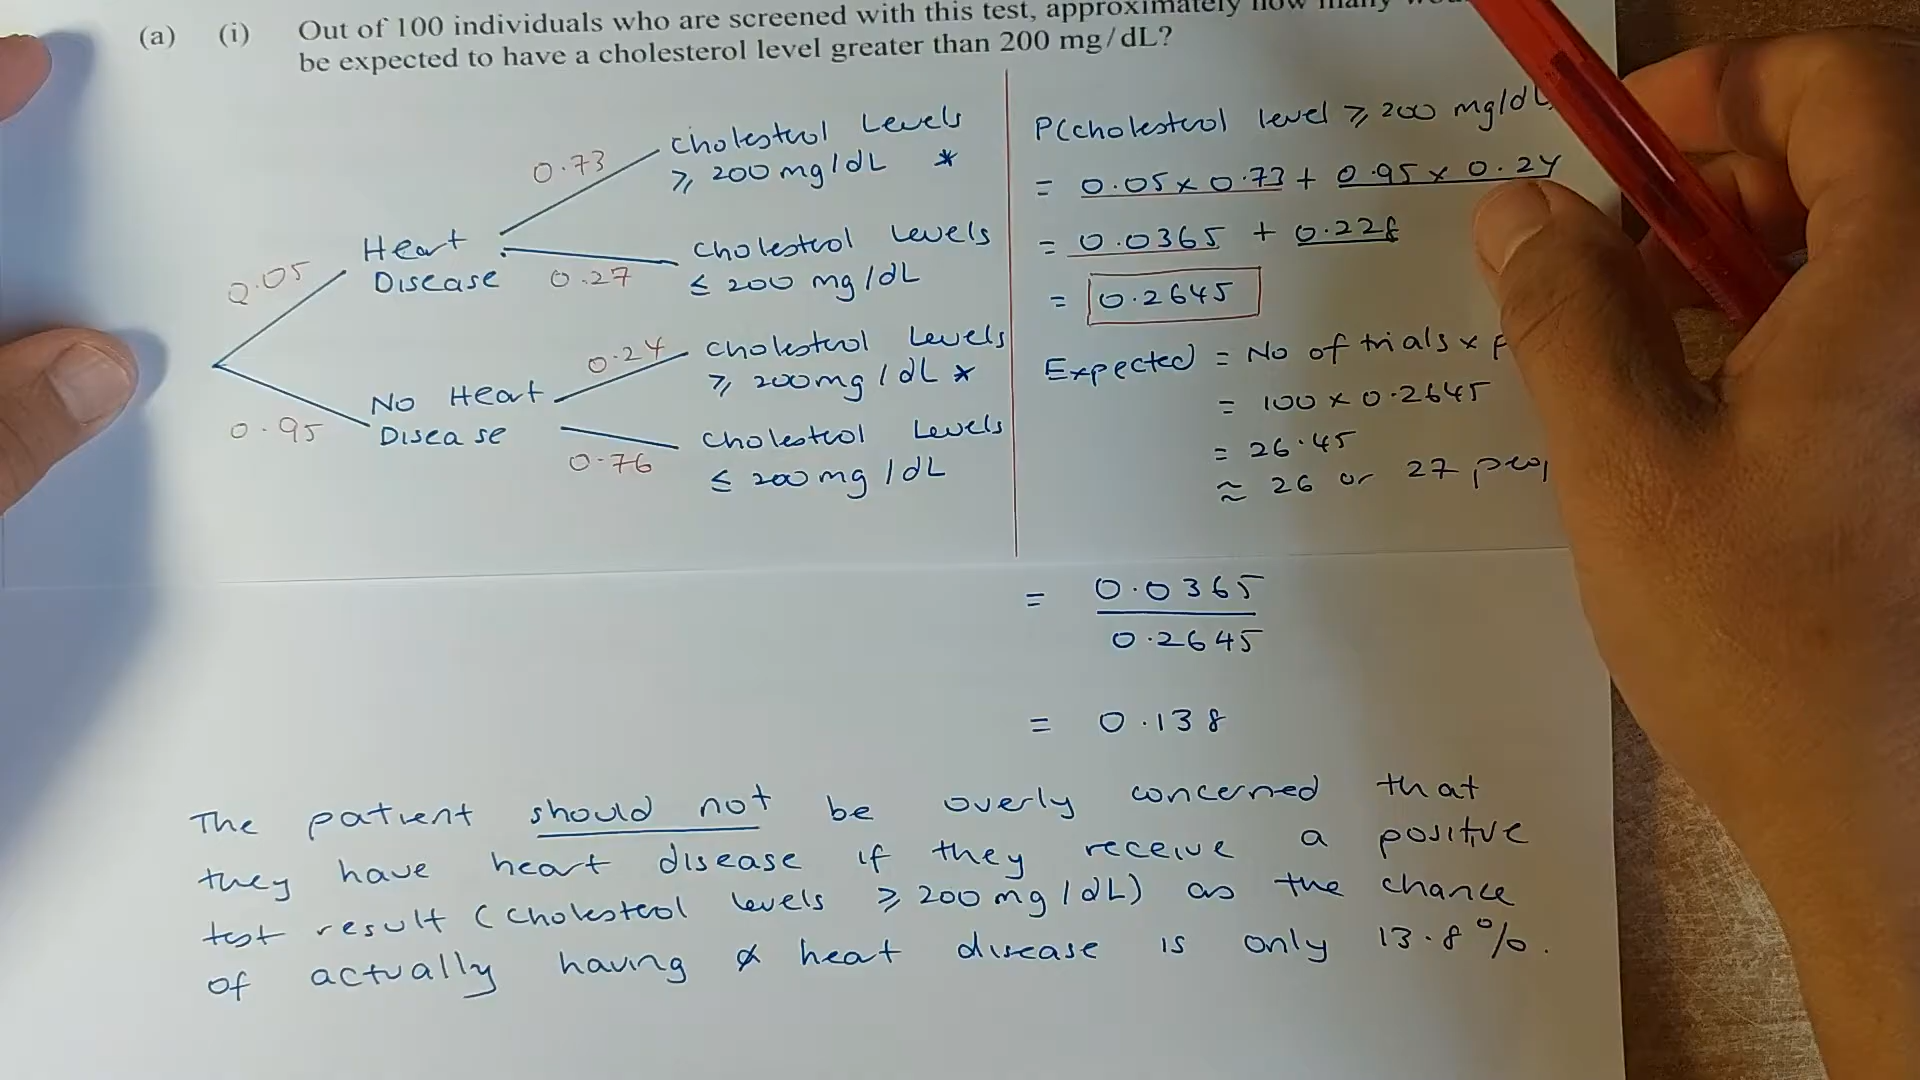 (a) (i) Out of 100 individuals who are screened with this test, approximately how many
be expected to have a cholesterol level greater than 200 mg/dL?
0.05
Heart
Disease
0.73
Cholestrol Levels
⩾ 200 mg/dL *
0.27
Cholestrol Levels
≤ 200 mg/dL
0.95
No Heart
Disease
0.24
Cholestrol Levels
⩾ 200mg/dL *
0.76
Cholestrol Levels
≤ 200mg/dL
P(Cholestrol level ⩾ 200 mg/dL
= 0.05 x 0.73 + 0.95 x 0.24
= 0.0365 + 0.228
= 0.2645
Expected = No of trials x
= 100 x 0.2645
= 26.45
≈ 26 or 27
= 0.0365
0.2645
= 0.138
The patient should not be overly concerned that
they have heart disease if they receive a positive
test result (Cholestrol levels ⩾ 200mg/dL) as the chance
of actually having heart disease is only 13.8%.